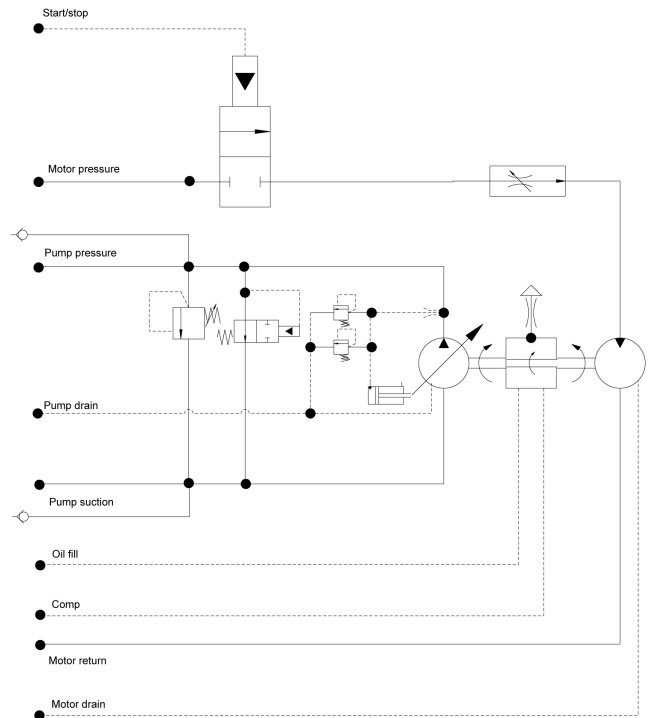 Start/stop
Motor pressure
Pump pressure
Pump drain
Pump suction
Oil fill
Comp
Motor return
Motor drain